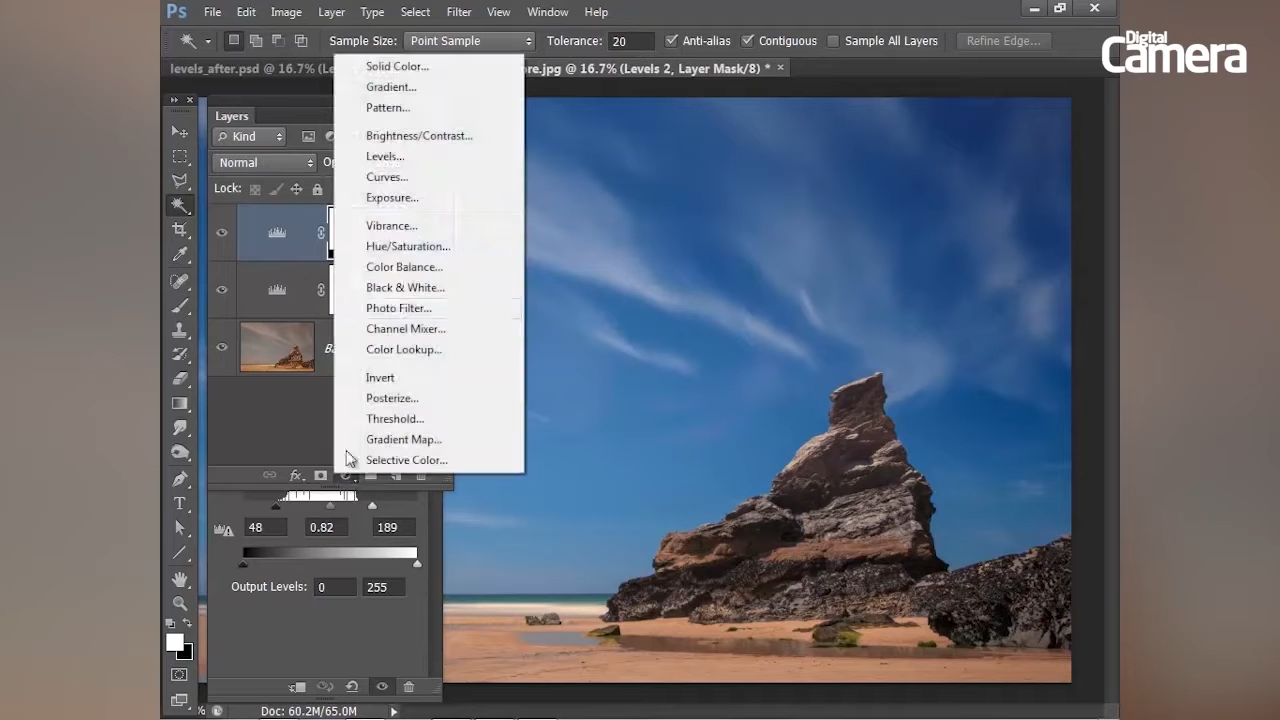 Ps File Edit Image Layer Type Select Filter View Window Help
Sample Size: Point Sample Tolerance: 20 Anti-alias Contiguous Sample All Layers Refine Edge...
Digital
Camera
levels_after.psd @ 16.7% (Le
ore.jpg @ 16.7% (Levels 2, Layer Mask/8) *
Layers
Kind
Normal
Lock:
Solid Color...
Gradient...
Pattern...
Brightness/Contrast...
Levels...
Curves...
Exposure...
Vibrance...
Hue/Saturation...
Color Balance...
Black & White...
Photo Filter...
Channel Mixer...
Color Lookup...
Invert
Posterize...
Threshold...
Gradient Map...
Selective Color...
48 0.82 189
Output Levels: 0 255
% Doc: 60.2M/65.0M